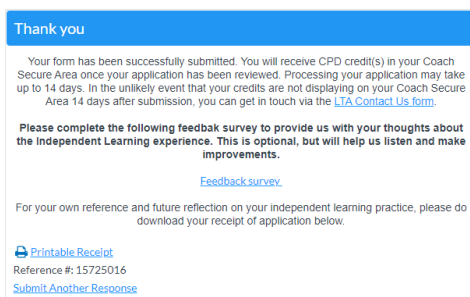 Thank you
Your form has been successfully submitted. You will receive CPD credit(s) in your Coach
Secure Area once your application has been reviewed. Processing your application may take
up to 14 days. In the unlikely event that your credits are not displaying on your Coach Secure
Area 14 days after submission, you can get in touch via the LTA Contact Us form.
Please complete the following feedbak survey to provide us with your thoughts about
the Independent Learning experience. This is optional, but will help us listen and make
improvements.
Feedback survey
For your own reference and future reflection on your independent learning practice, please do
download your receipt of application below.
Printable Receipt
Reference #: 15725016
Submit Another Response